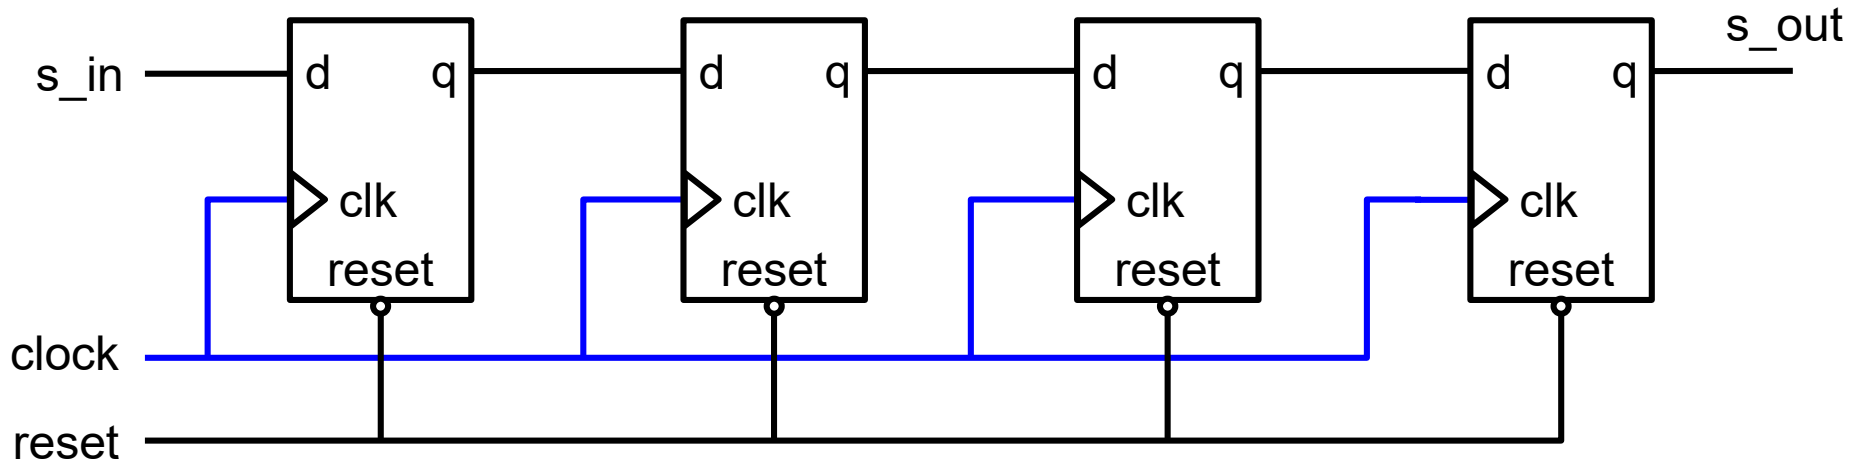 s_out
s_in d q d q d q d q
clk clk clk clk
reset reset reset reset
clock
reset